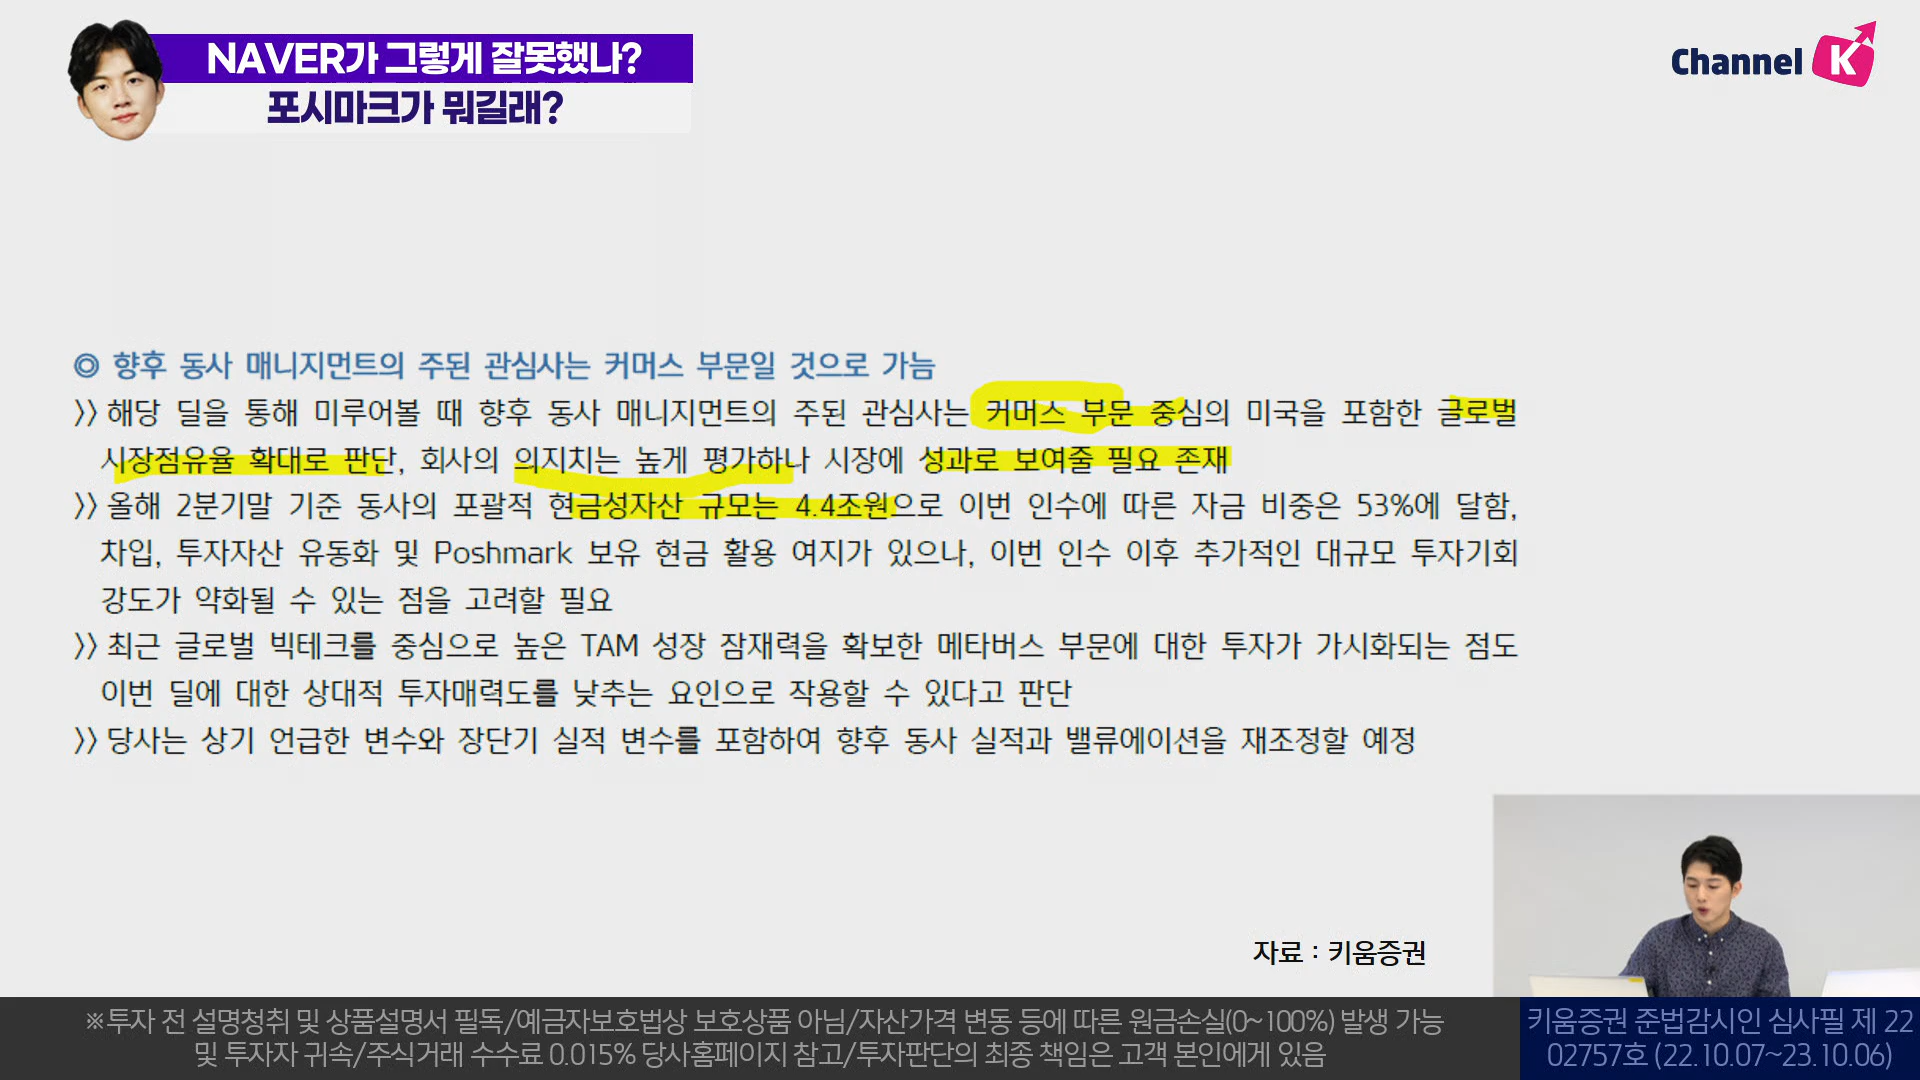 NAVER가 그렇게 잘못했나?
포시마크가 뭐길래?
Channel K
◎ 향후 동사 매니지먼트의 주된 관심사는 커머스 부문일 것으로 가늠
>> 해당 딜을 통해 미루어볼 때 향후 동사 매니지먼트의 주된 관심사는 커머스 부문 중심의 미국을 포함한 글로벌
시장점유율 확대로 판단, 회사의 의지치는 높게 평가하나 시장에 성과로 보여줄 필요 존재
>> 올해 2분기말 기준 동사의 포괄적 현금성자산 규모는 4.4조원으로 이번 인수에 따른 자금 비중은 53%에 달함,
차입, 투자자산 유동화 및 Poshmark 보유 현금 활용 여지가 있으나, 이번 인수 이후 추가적인 대규모 투자기회
강도가 약화될 수 있는 점을 고려할 필요
>> 최근 글로벌 빅테크를 중심으로 높은 TAM 성장 잠재력을 확보한 메타버스 부문에 대한 투자가 가시화되는 점도
이번 딜에 대한 상대적 투자매력도를 낮추는 요인으로 작용할 수 있다고 판단
>> 당사는 상기 언급한 변수와 장단기 실적 변수를 포함하여 향후 동사 실적과 밸류에이션을 재조정할 예정
자료 : 키움증권
※투자 전 설명청취 및 상품설명서 필독/예금자보호법상 보호상품 아님/자산가격 변동 등에 따른 원금손실(0~100%) 발생 가능
및 투자자 귀속/주식거래 수수료 0.015% 당사홈페이지 참고/투자판단의 최종 책임은 고객 본인에게 있음
키움증권 준법감시인 심사필 제 22
02757호 (22.10.07~23.10.06)